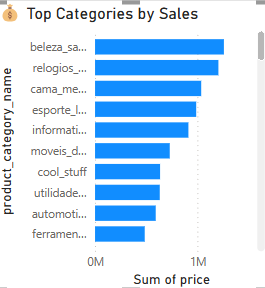 Top Categories by Sales
product_category_name
beleza_sa...
relogios_...
cama_me...
esporte_l...
informati...
moveis_d...
cool_stuff
utilidade...
automoti...
ferramen...
0M 1M
Sum of price